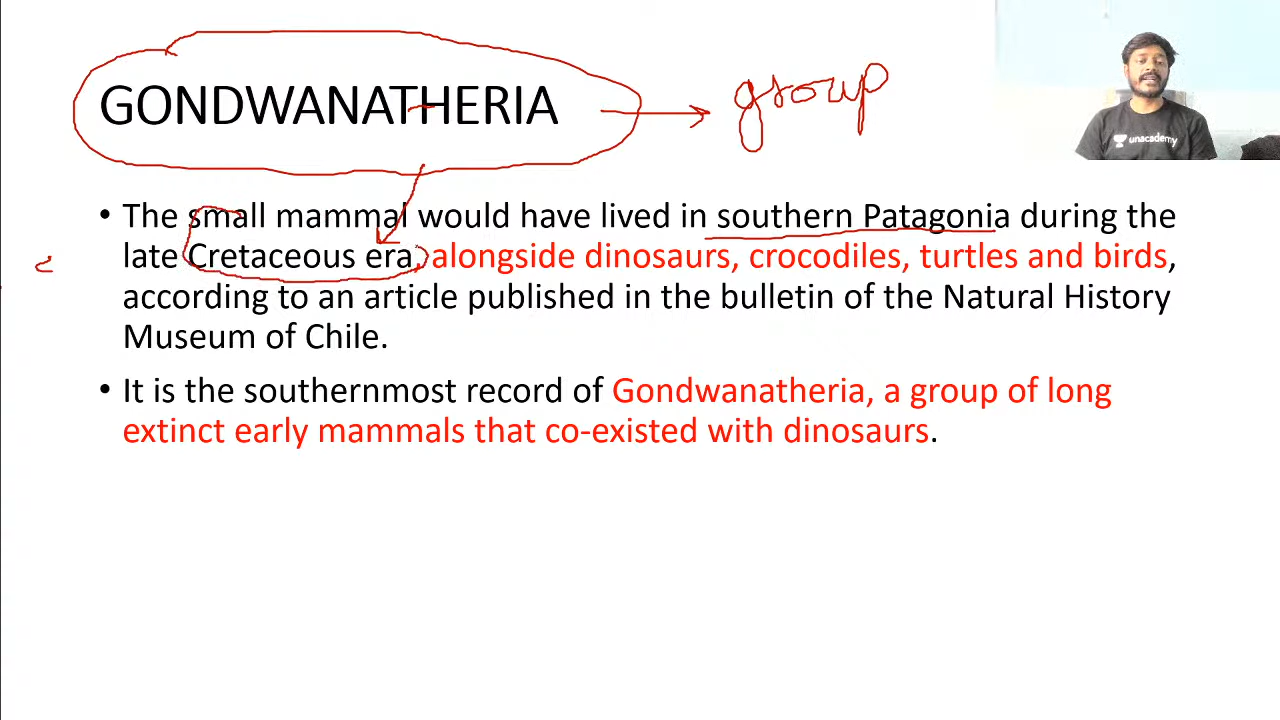 GONDWANATHERIA
group
• The small mammal would have lived in southern Patagonia during the
late Cretaceous era, alongside dinosaurs, crocodiles, turtles and birds,
according to an article published in the bulletin of the Natural History
Museum of Chile.
• It is the southernmost record of Gondwanatheria, a group of long
extinct early mammals that co-existed with dinosaurs.
unacademy